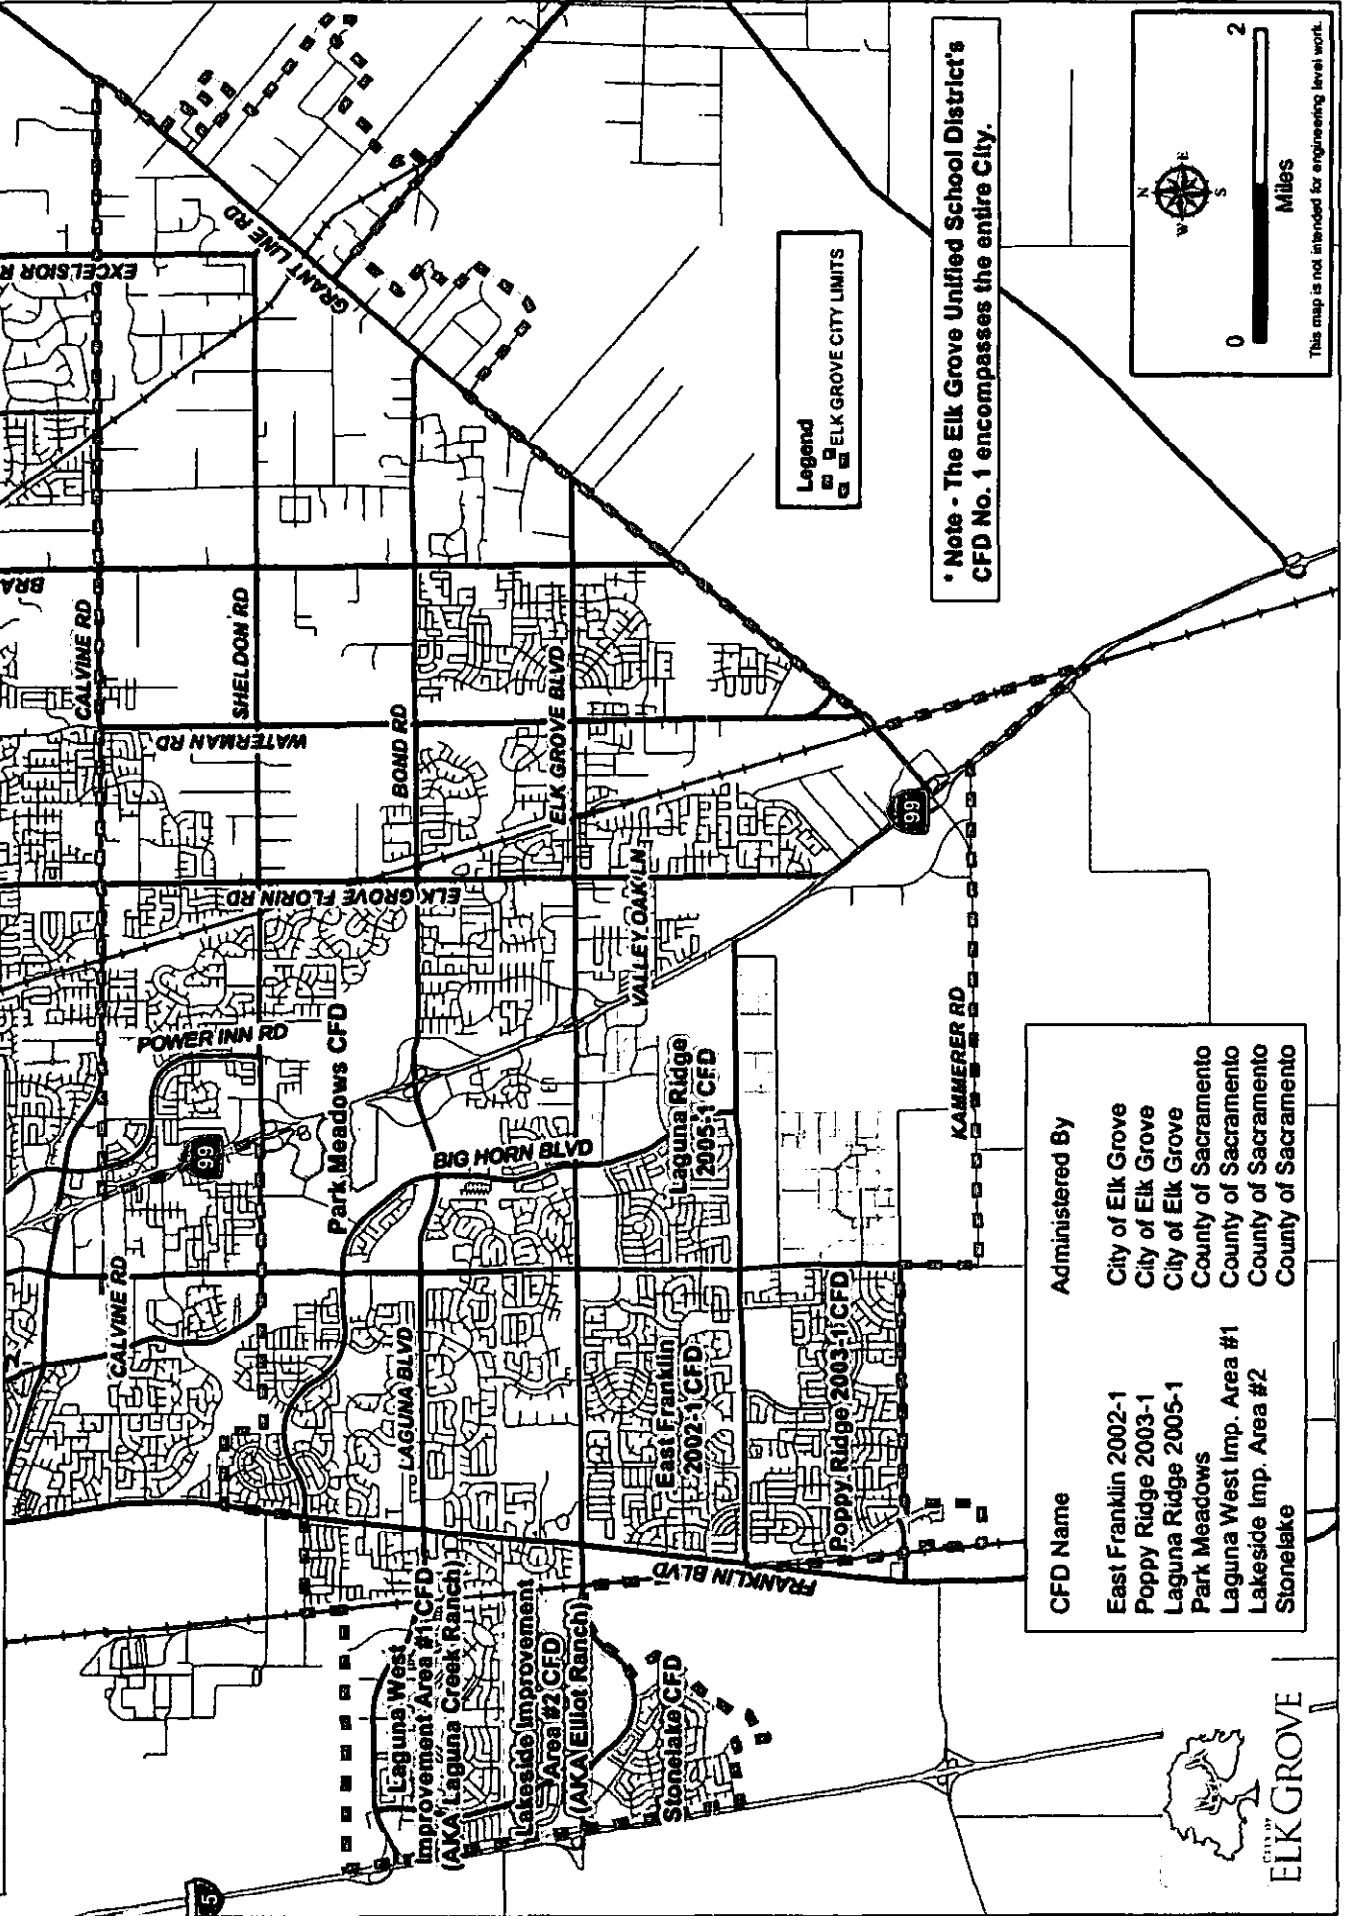 EXCELSIOR R
GRANT LINE RD
BRA
CALVINE RD
SHELDON RD
WATERMAN RD
BOND RD
ELK GROVE BLVD
ELK GROVE FLORIN RD
VALLEY OAK LN
POWER INN RD
99
Park Meadows CFD
BIG HORN BLVD
Laguna Ridge
2005-1 CFD
KAMMERER RD
99
CALVINE RD
LAGUNA BLVD
East Franklin
2002-1 CFD
Poppy Ridge 2003-1 CFD
FRANKLIN BLVD
Laguna West
Improvement Area #1 CFD
(AKA Laguna Creek Ranch)
Lakeside Improvement
Area #2 CFD
(AKA Elliot Ranch)
Stonelake CFD
5
Legend
ELK GROVE CITY LIMITS
* Note - The Elk Grove Unified School District's
CFD No. 1 encompasses the entire City.
N
W E
S
0 2
Miles
This map is not intended for engineering level work.
CFD Name Administered By
East Franklin 2002-1 City of Elk Grove
Poppy Ridge 2003-1 City of Elk Grove
Laguna Ridge 2005-1 City of Elk Grove
Park Meadows County of Sacramento
Laguna West Imp. Area #1 County of Sacramento
Lakeside Imp. Area #2 County of Sacramento
Stonelake County of Sacramento
CITY OF
ELK GROVE